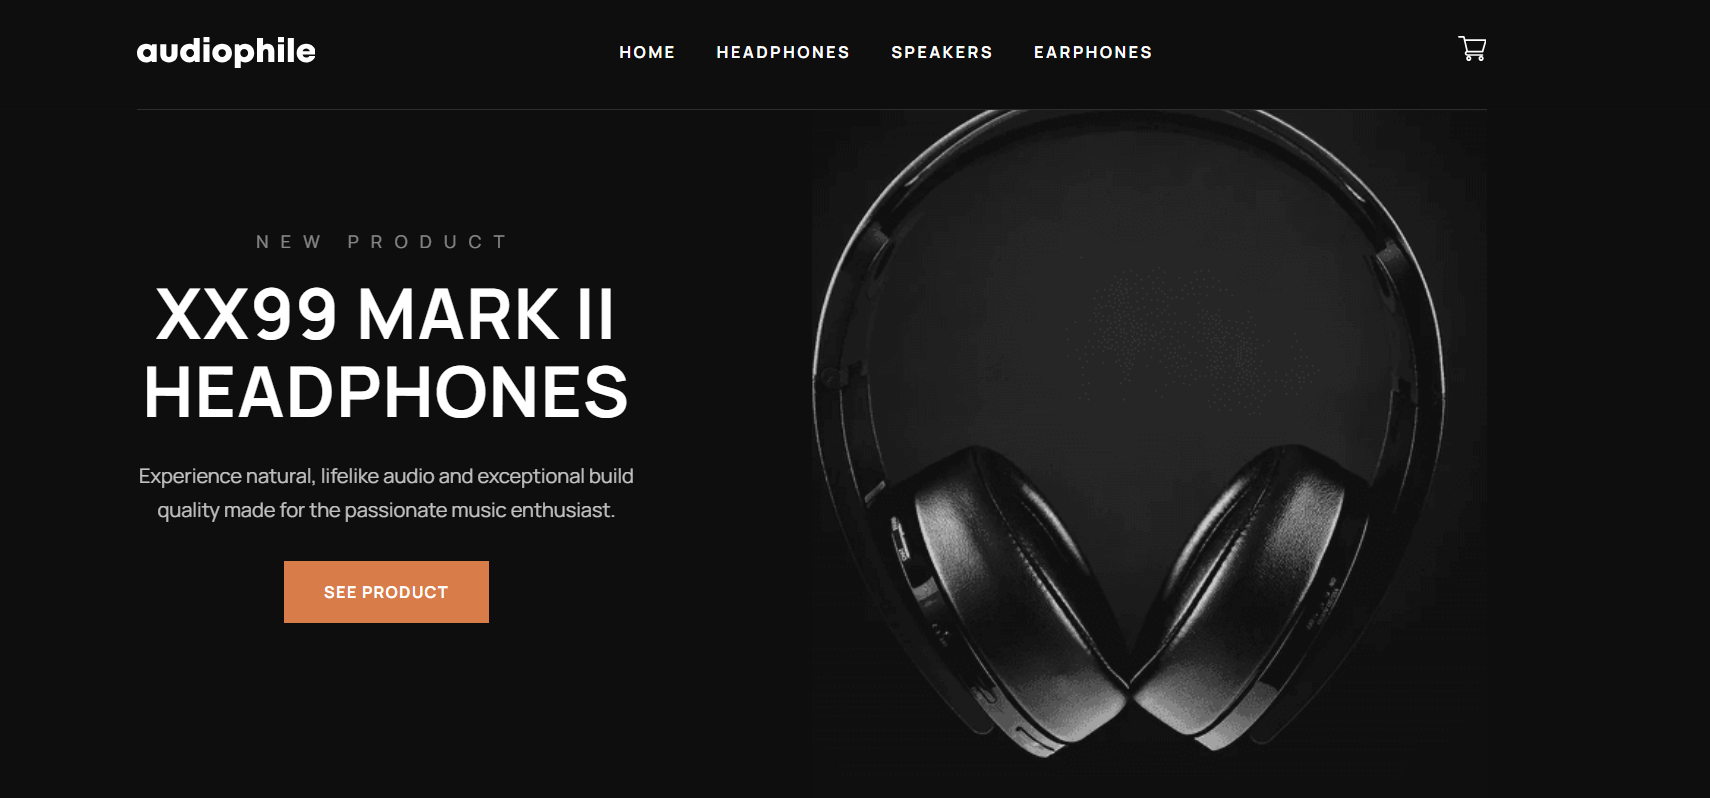 audiophile
HOME HEADPHONES SPEAKERS EARPHONES
NEW PRODUCT
XX99 MARK II
HEADPHONES
Experience natural, lifelike audio and exceptional build
quality made for the passionate music enthusiast.
SEE PRODUCT